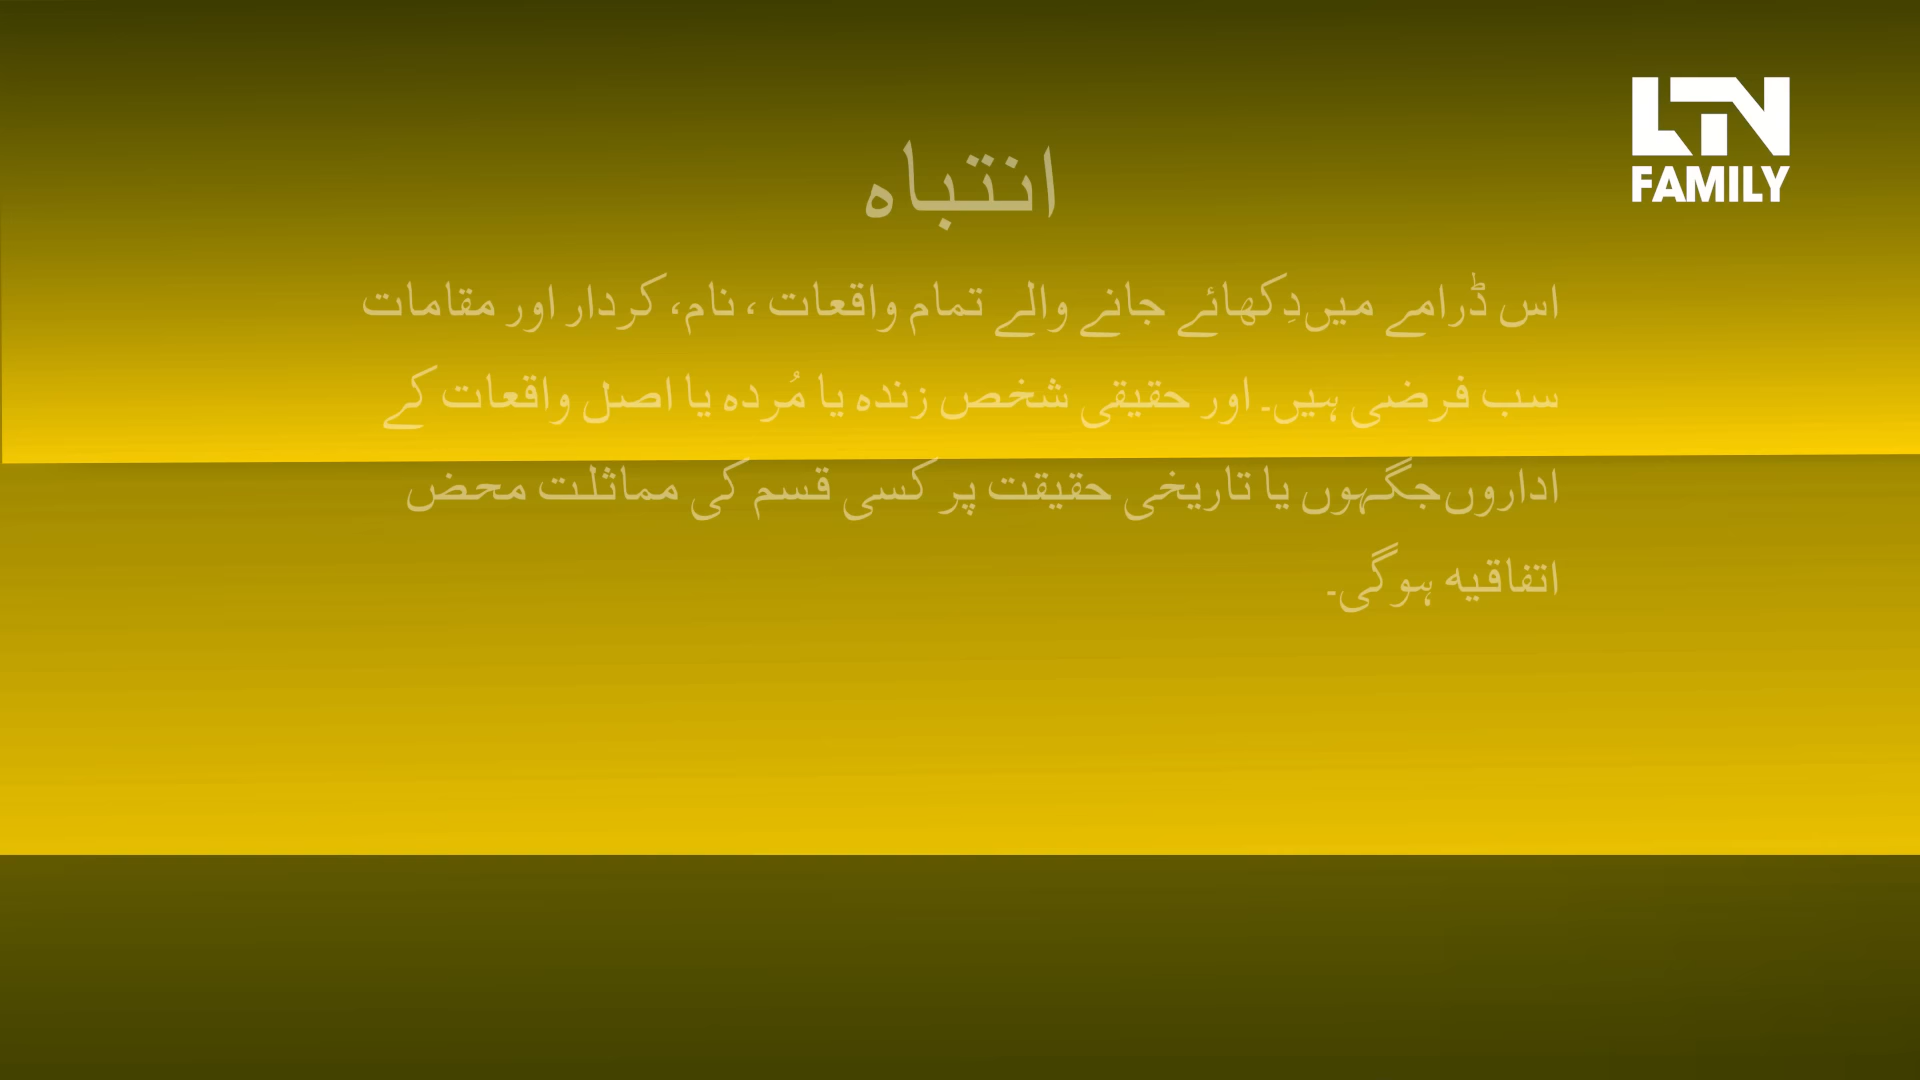 LTN
FAMILY
انتباہ
اس ڈرامے میں دِکھائے جانے والے تمام واقعات ، نام، کردار اور مقامات
سب فرضی ہیں۔ اور حقیقی شخص زندہ یا مُردہ یا اصل واقعات کے
اداروں جگہوں یا تاریخی حقیقت پر کسی قسم کی مماثلت محض
اتفاقیہ ہوگی۔